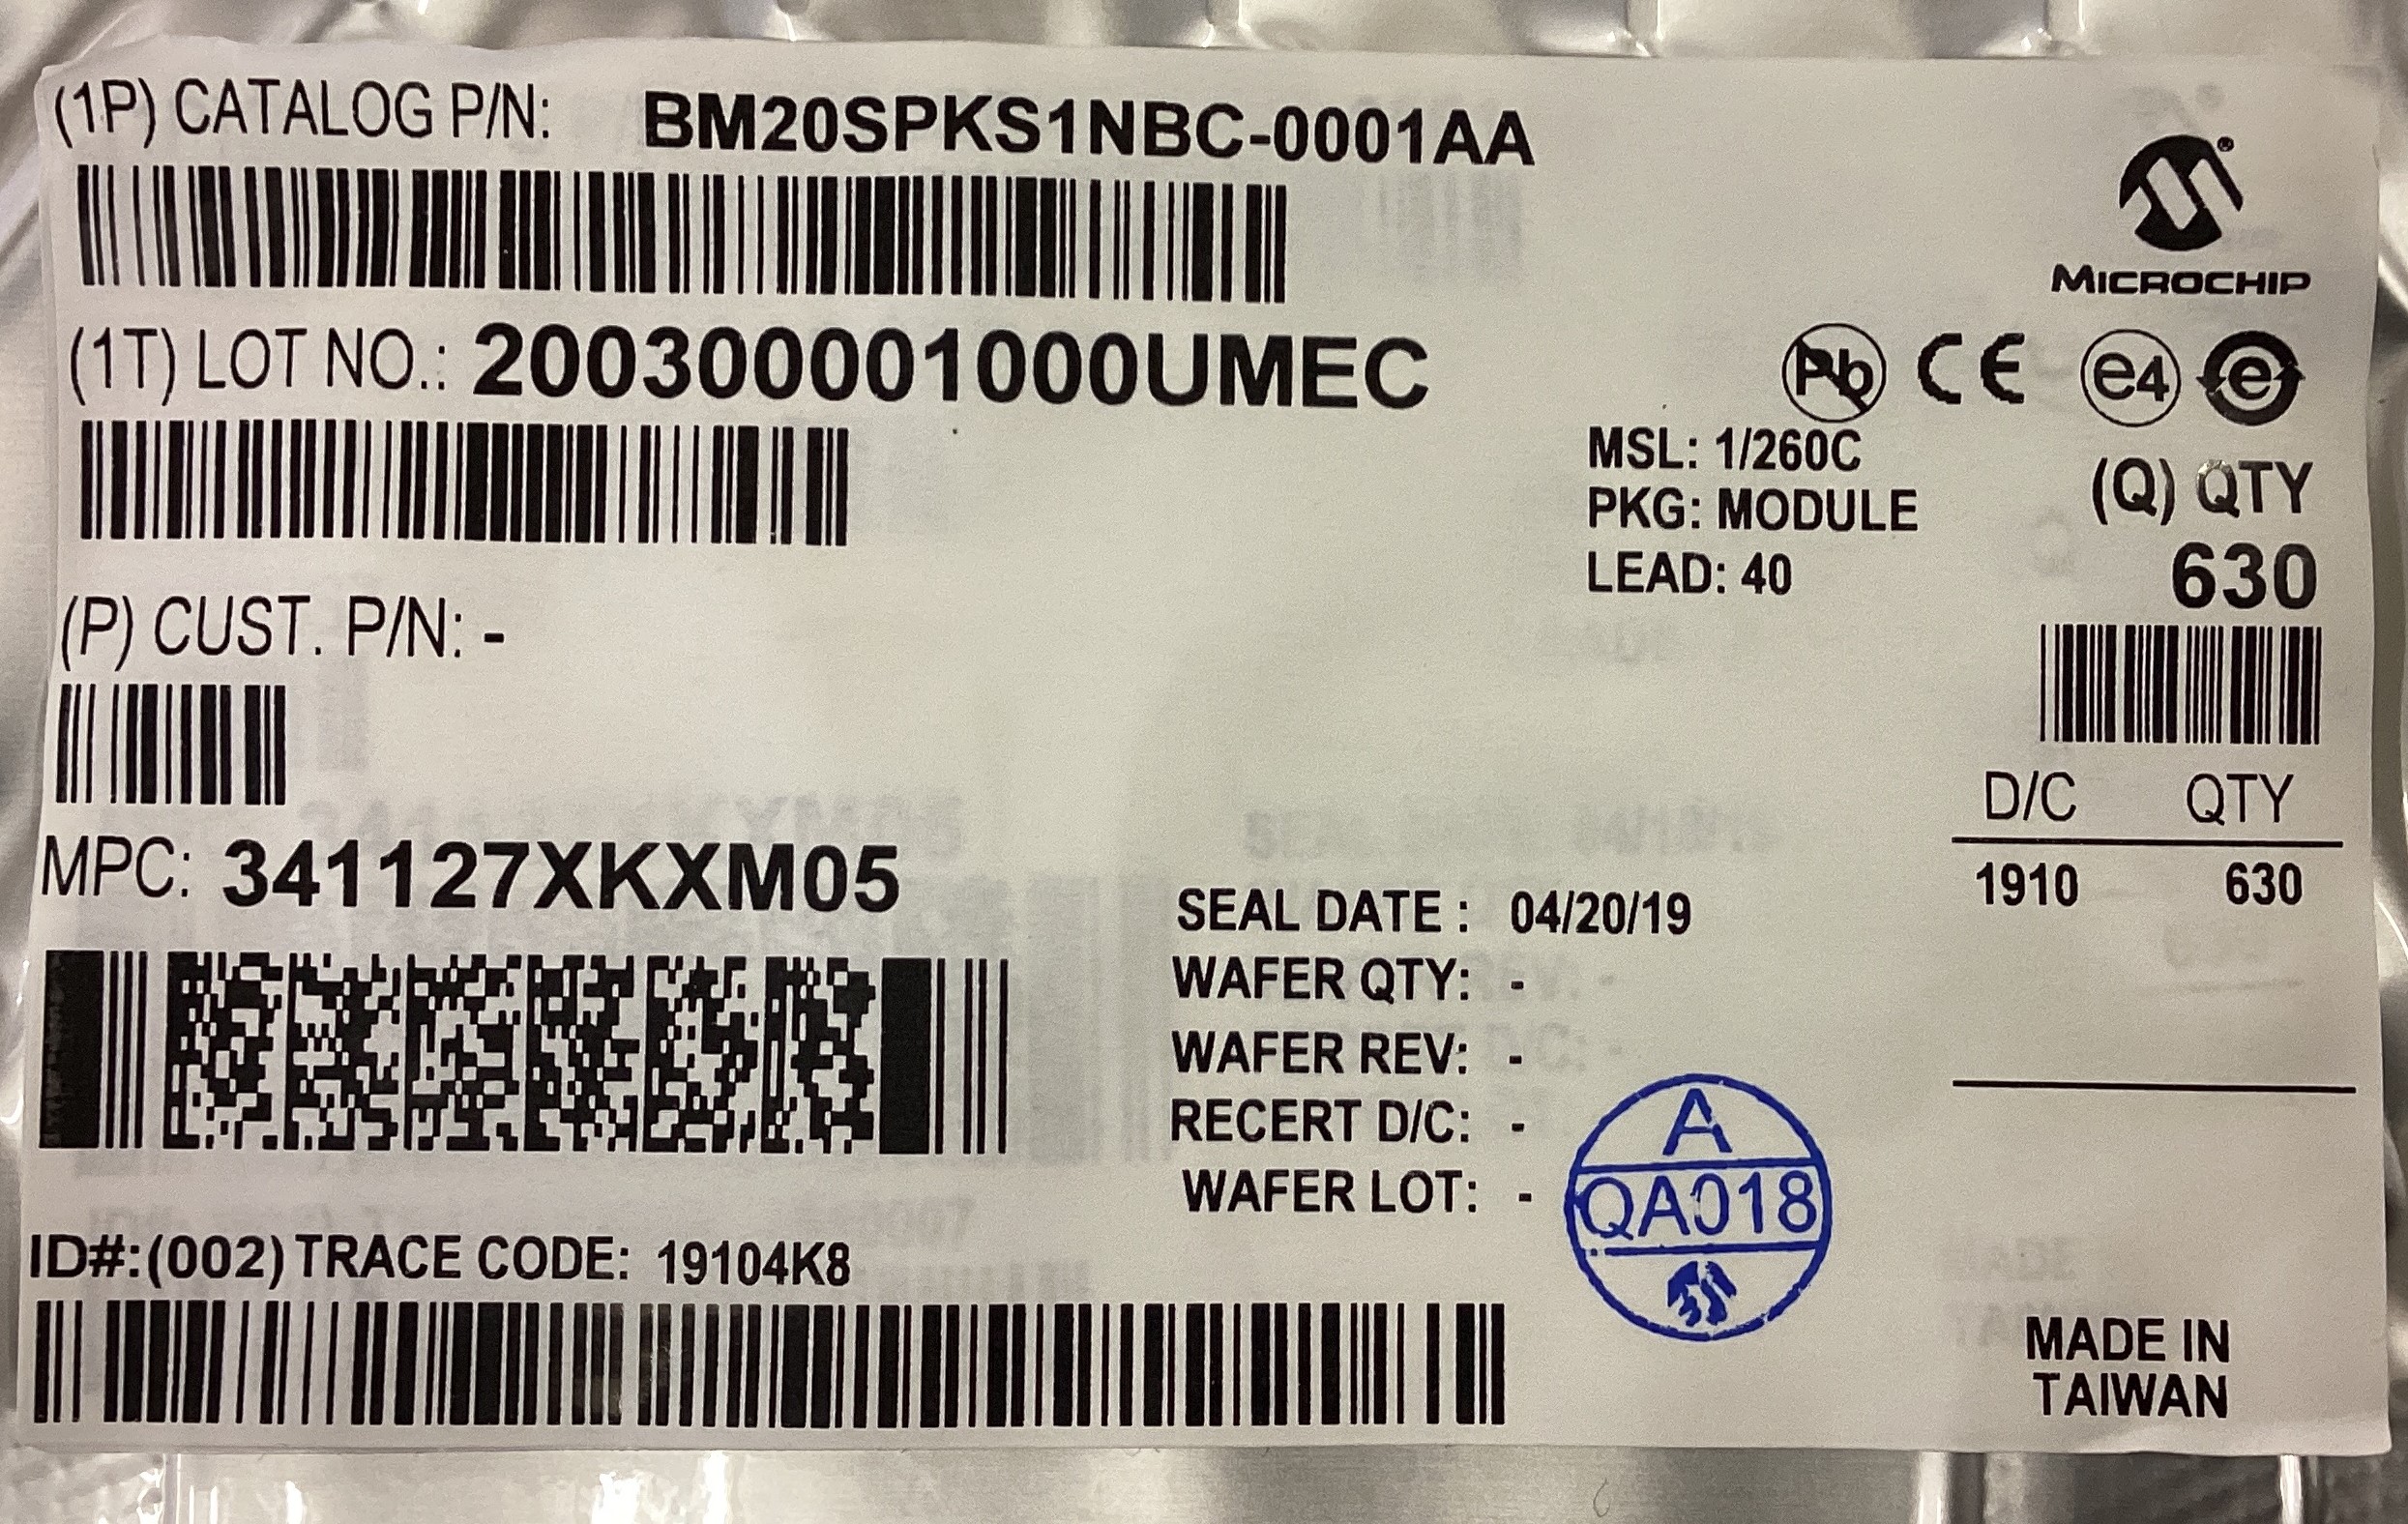 (1P) CATALOG P/N: BM20SPKS1NBC-0001AA
MICROCHIP
(1T) LOT NO.: 200300001000UMEC
Pb CE e4 e
MSL: 1/260C
PKG: MODULE
LEAD: 40
(Q) QTY
630
(P) CUST. P/N: -
D/C QTY
1910 630
MPC: 341127XKXM05
SEAL DATE : 04/20/19
WAFER QTY: -
WAFER REV: -
RECERT D/C: -
WAFER LOT: -
A
QA018
ID#:(002) TRACE CODE: 19104K8
MADE IN
TAIWAN